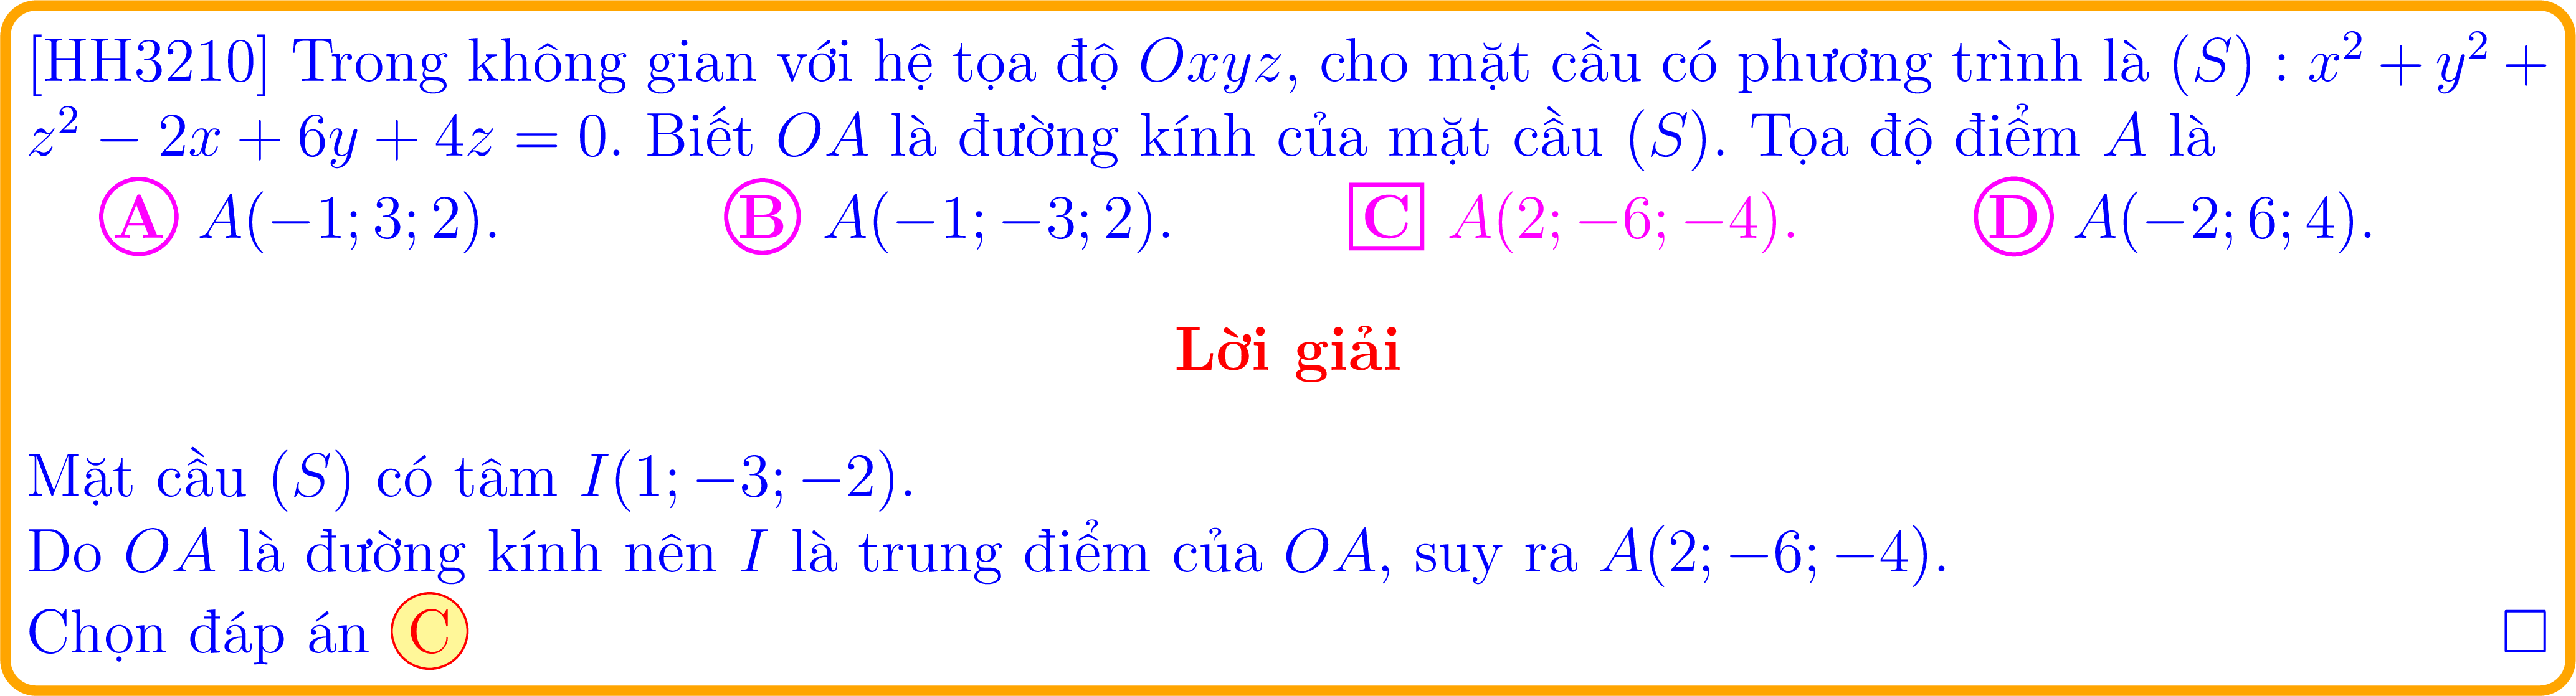 [HH3210] Trong không gian với hệ tọa độ Oxyz, cho mặt cầu có phương trình là (S) : x² + y² +
z² − 2x + 6y + 4z = 0. Biết OA là đường kính của mặt cầu (S). Tọa độ điểm A là
A A(−1; 3; 2). B A(−1; −3; 2). C A(2; −6; −4). D A(−2; 6; 4).
Lời giải
Mặt cầu (S) có tâm I(1; −3; −2).
Do OA là đường kính nên I là trung điểm của OA, suy ra A(2; −6; −4).
Chọn đáp án C □